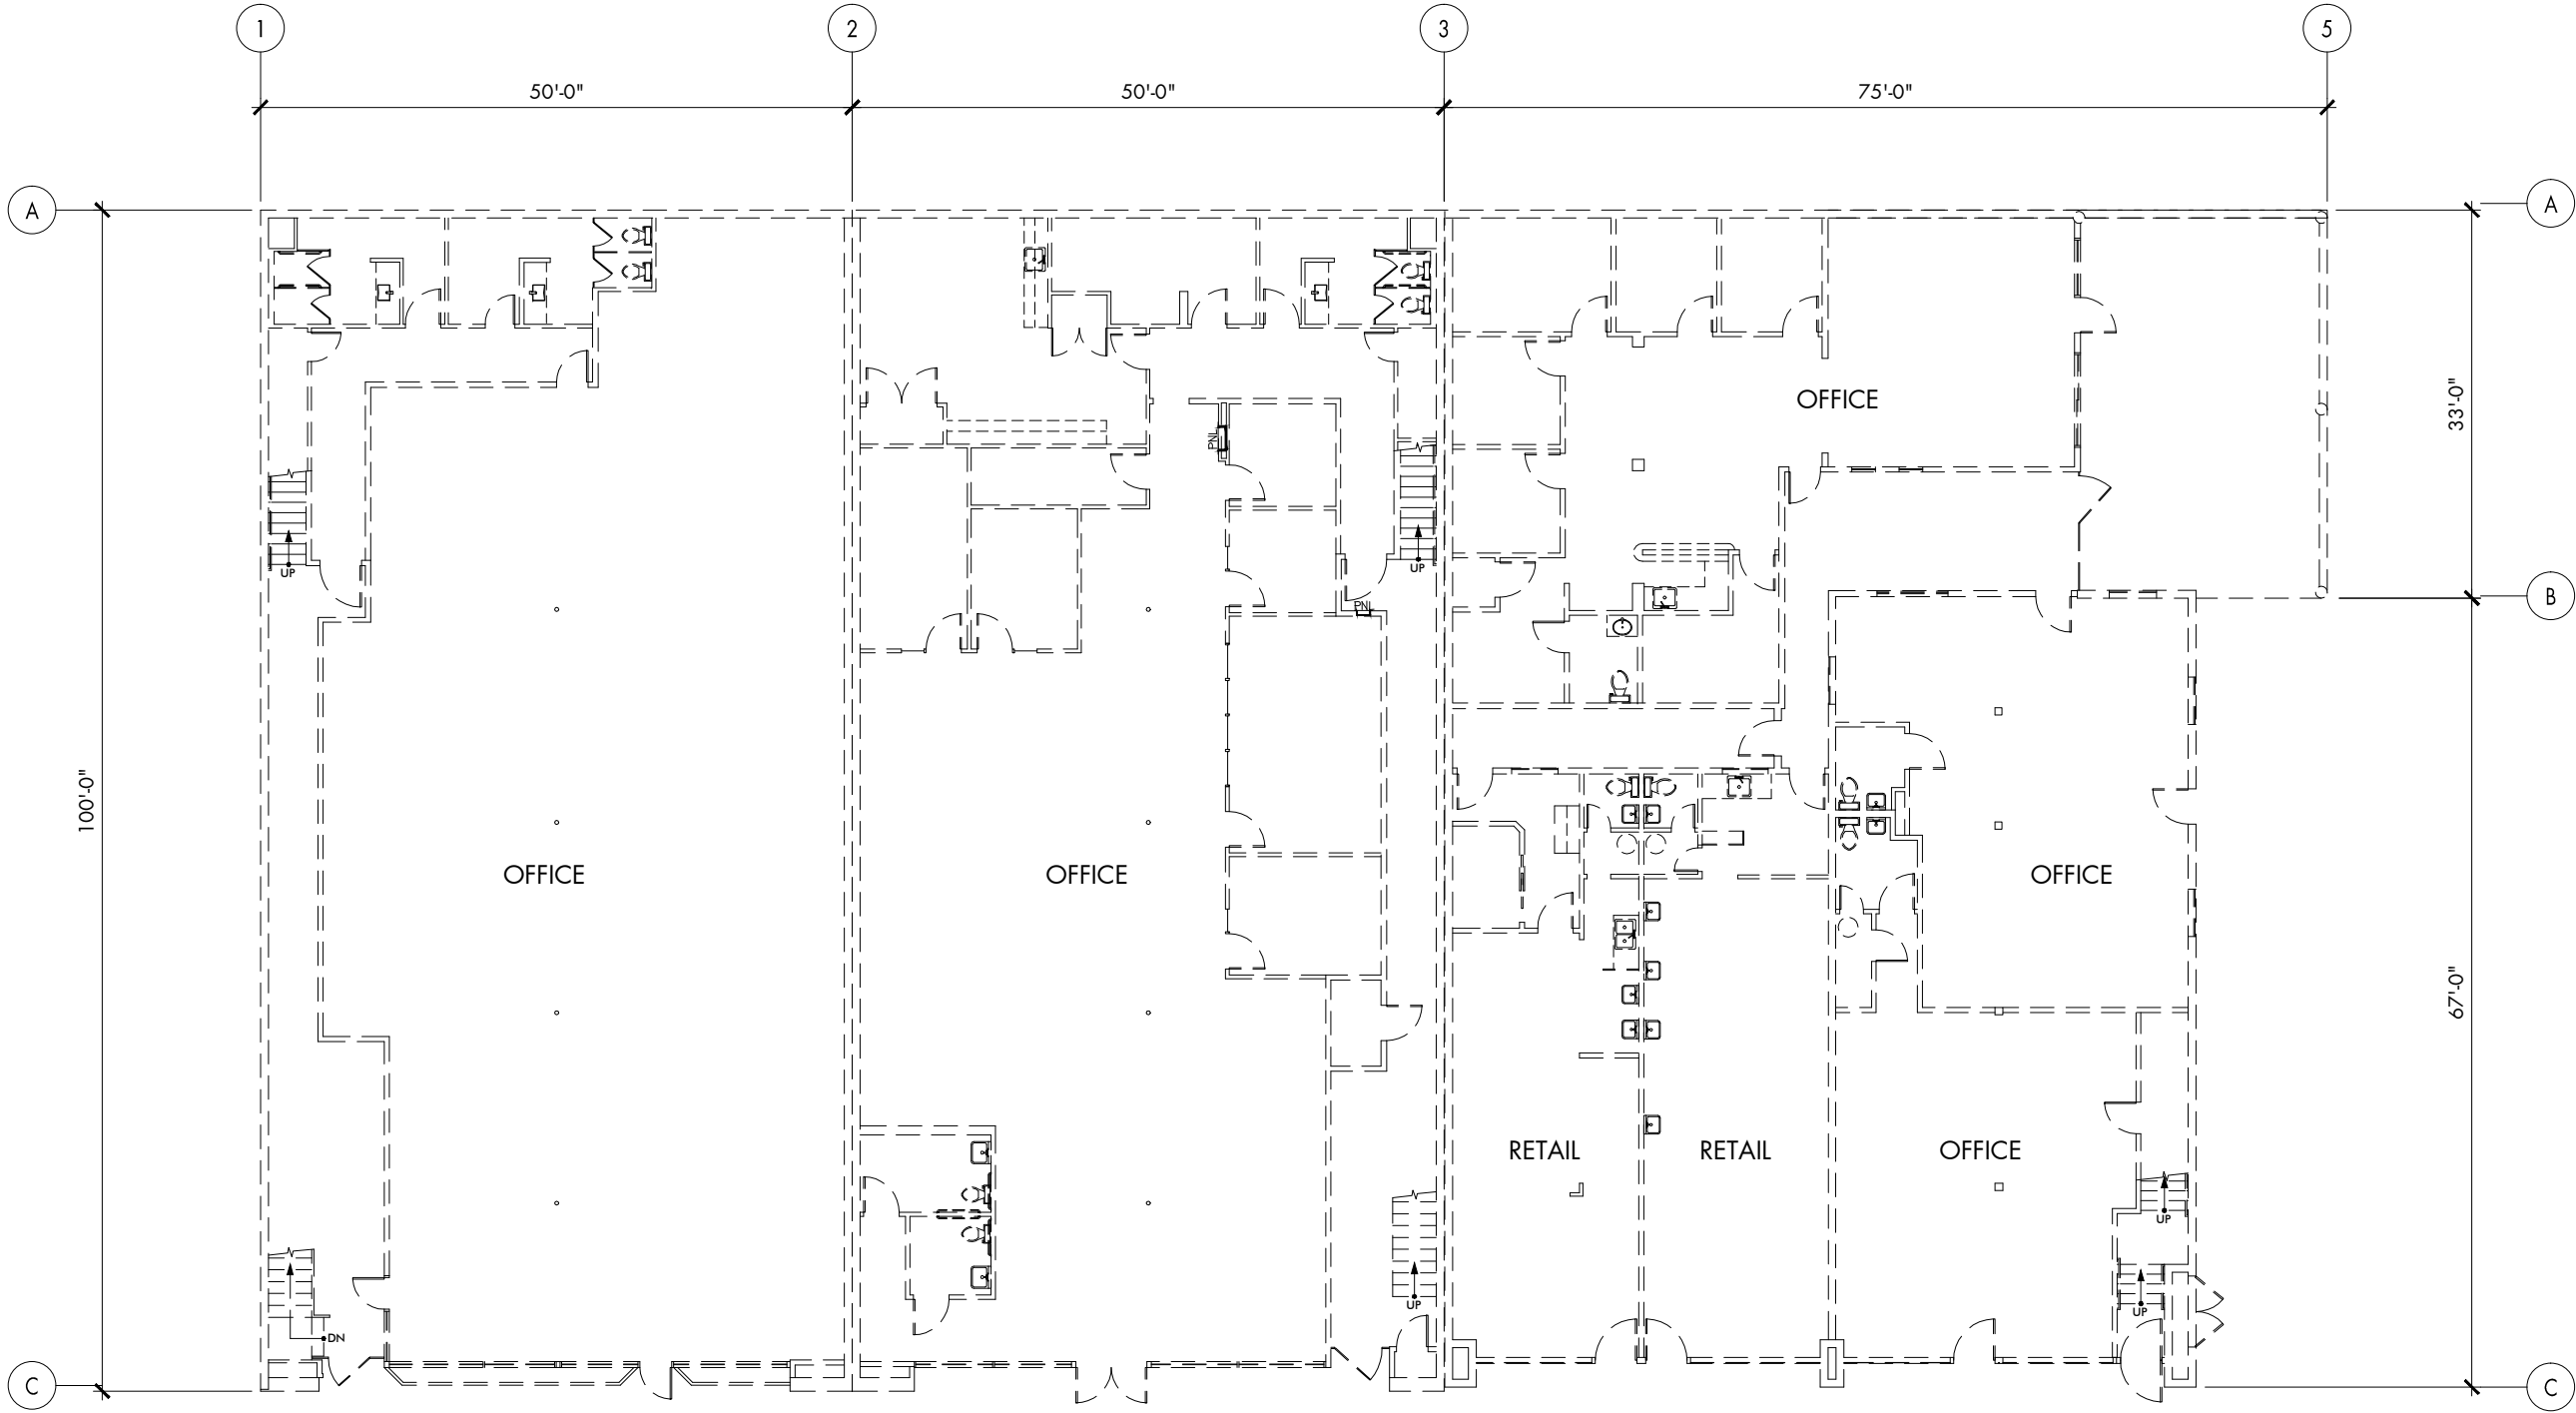 1
2
3
5
50'-0"
50'-0"
75'-0"
A
A
OFFICE
33'-0"
PNL
UP
UP
B
PNL
100'-0"
OFFICE
OFFICE
OFFICE
67'-0"
RETAIL
RETAIL
OFFICE
UP
UP
UP
DN
C
C